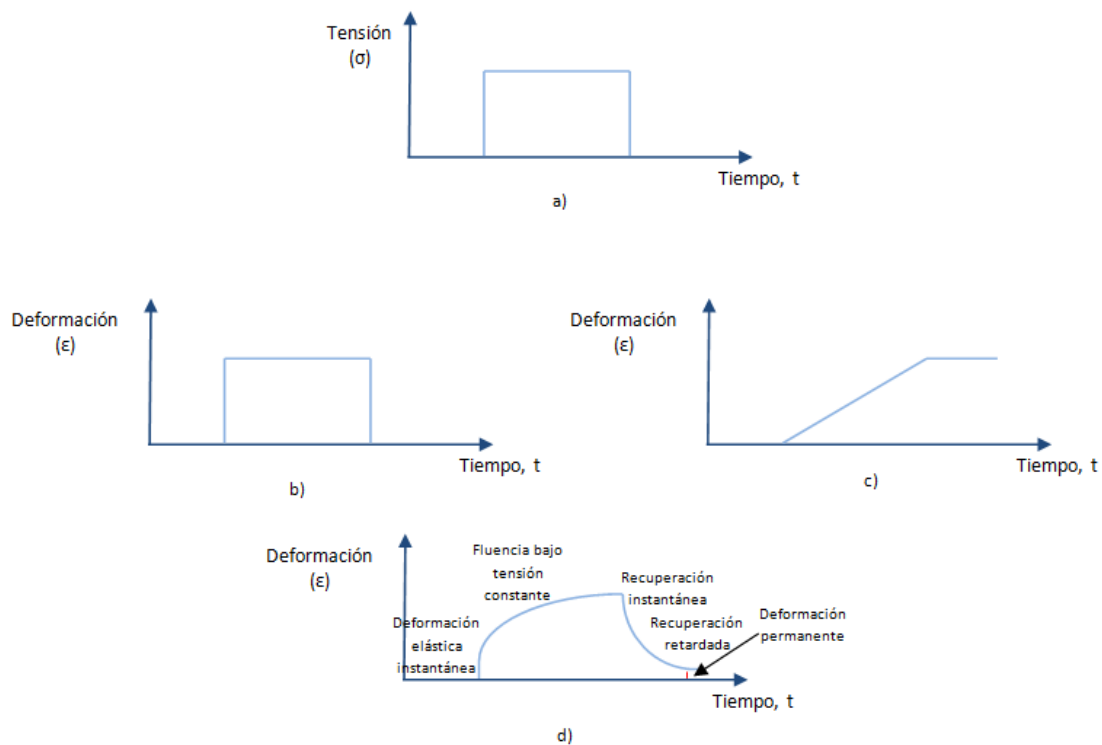 Tensión
(σ)
Tiempo, t
a)
Deformación
(ε)
Tiempo, t
b)
Deformación
(ε)
Tiempo, t
c)
Deformación
(ε)
Fluencia bajo
tensión
constante
Deformación
elástica
instantánea
Recuperación
instantánea
Recuperación
retardada
Deformación
permanente
Tiempo, t
d)